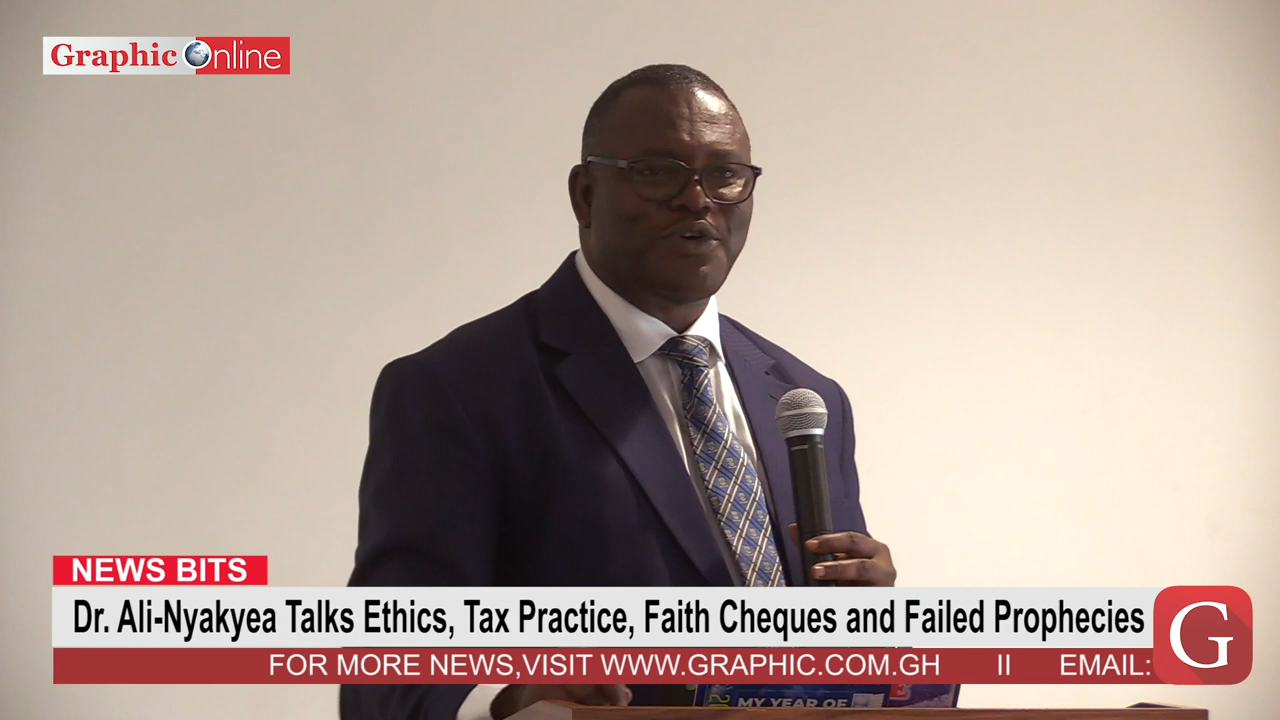 Graphic Online
NEWS BITS
Dr. Ali-Nyakyea Talks Ethics, Tax Practice, Faith Cheques and Failed Prophecies
G
FOR MORE NEWS,VISIT WWW.GRAPHIC.COM.GH II EMAIL:
MY YEAR OF